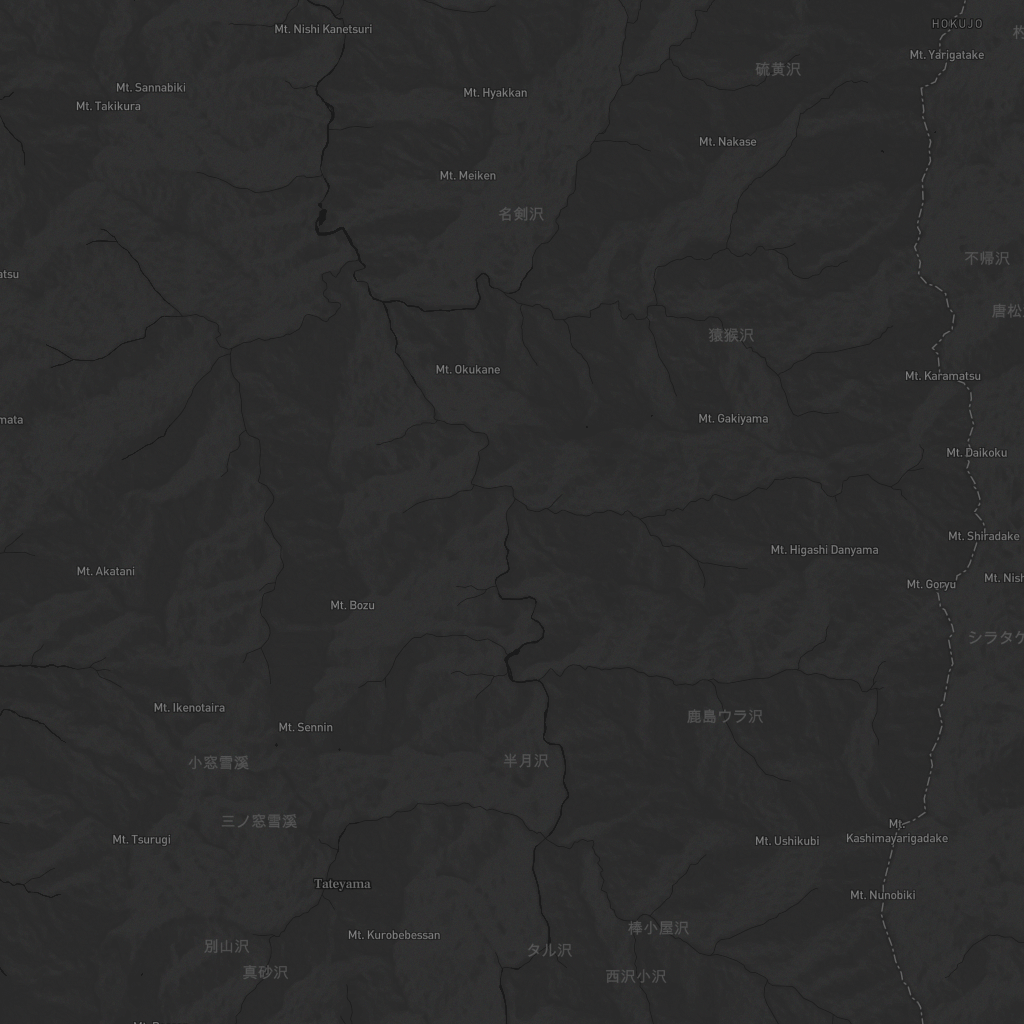 HOKUJO
Mt. Nishi Kanetsuri
Mt. Yarigatake
硫黄沢
Mt. Sannabiki
Mt. Hyakkan
Mt. Takikura
Mt. Nakase
Mt. Meiken
名剣沢
不帰沢
atsu
唐松
猿猴沢
Mt. Okukane
Mt. Karamatsu
mata
Mt. Gakiyama
Mt. Daikoku
Mt. Shiradake
Mt. Higashi Danyama
Mt. Akatani
Mt. Nish
Mt. Goryu
Mt. Bozu
シラタケ
Mt. Ikenotaira
鹿島ウラ沢
Mt. Sennin
小窓雪渓
半月沢
三ノ窓雪溪
Mt.
Kashimayarigadake
Mt. Tsurugi
Mt. Ushikubi
Tateyama
Mt. Nunobiki
棒小屋沢
Mt. Kurobebessan
別山沢
タル沢
真砂沢
西沢小沢